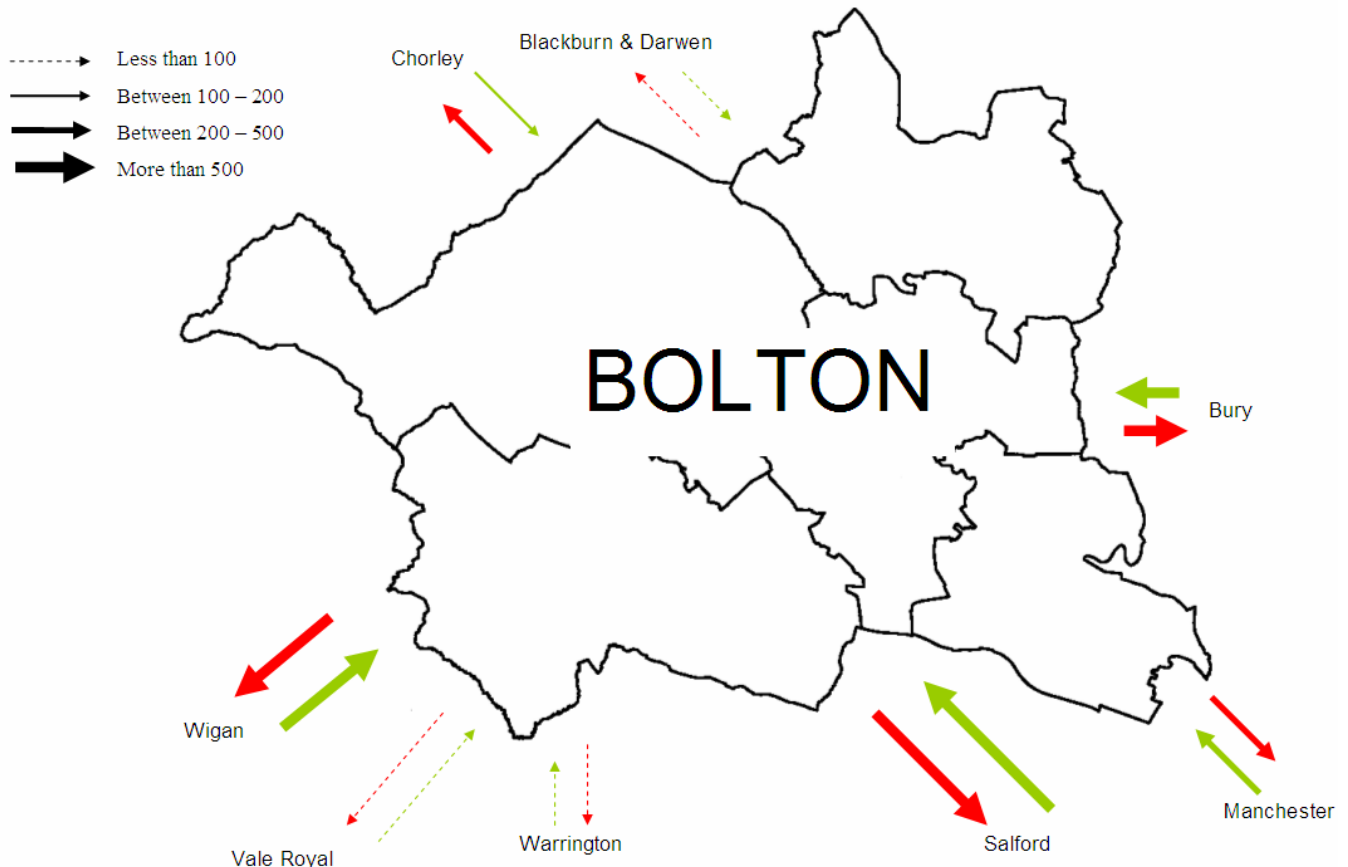 Less than 100
Between 100 – 200
Between 200 – 500
More than 500
Chorley
Blackburn & Darwen
BOLTON
Bury
Wigan
Vale Royal
Warrington
Salford
Manchester